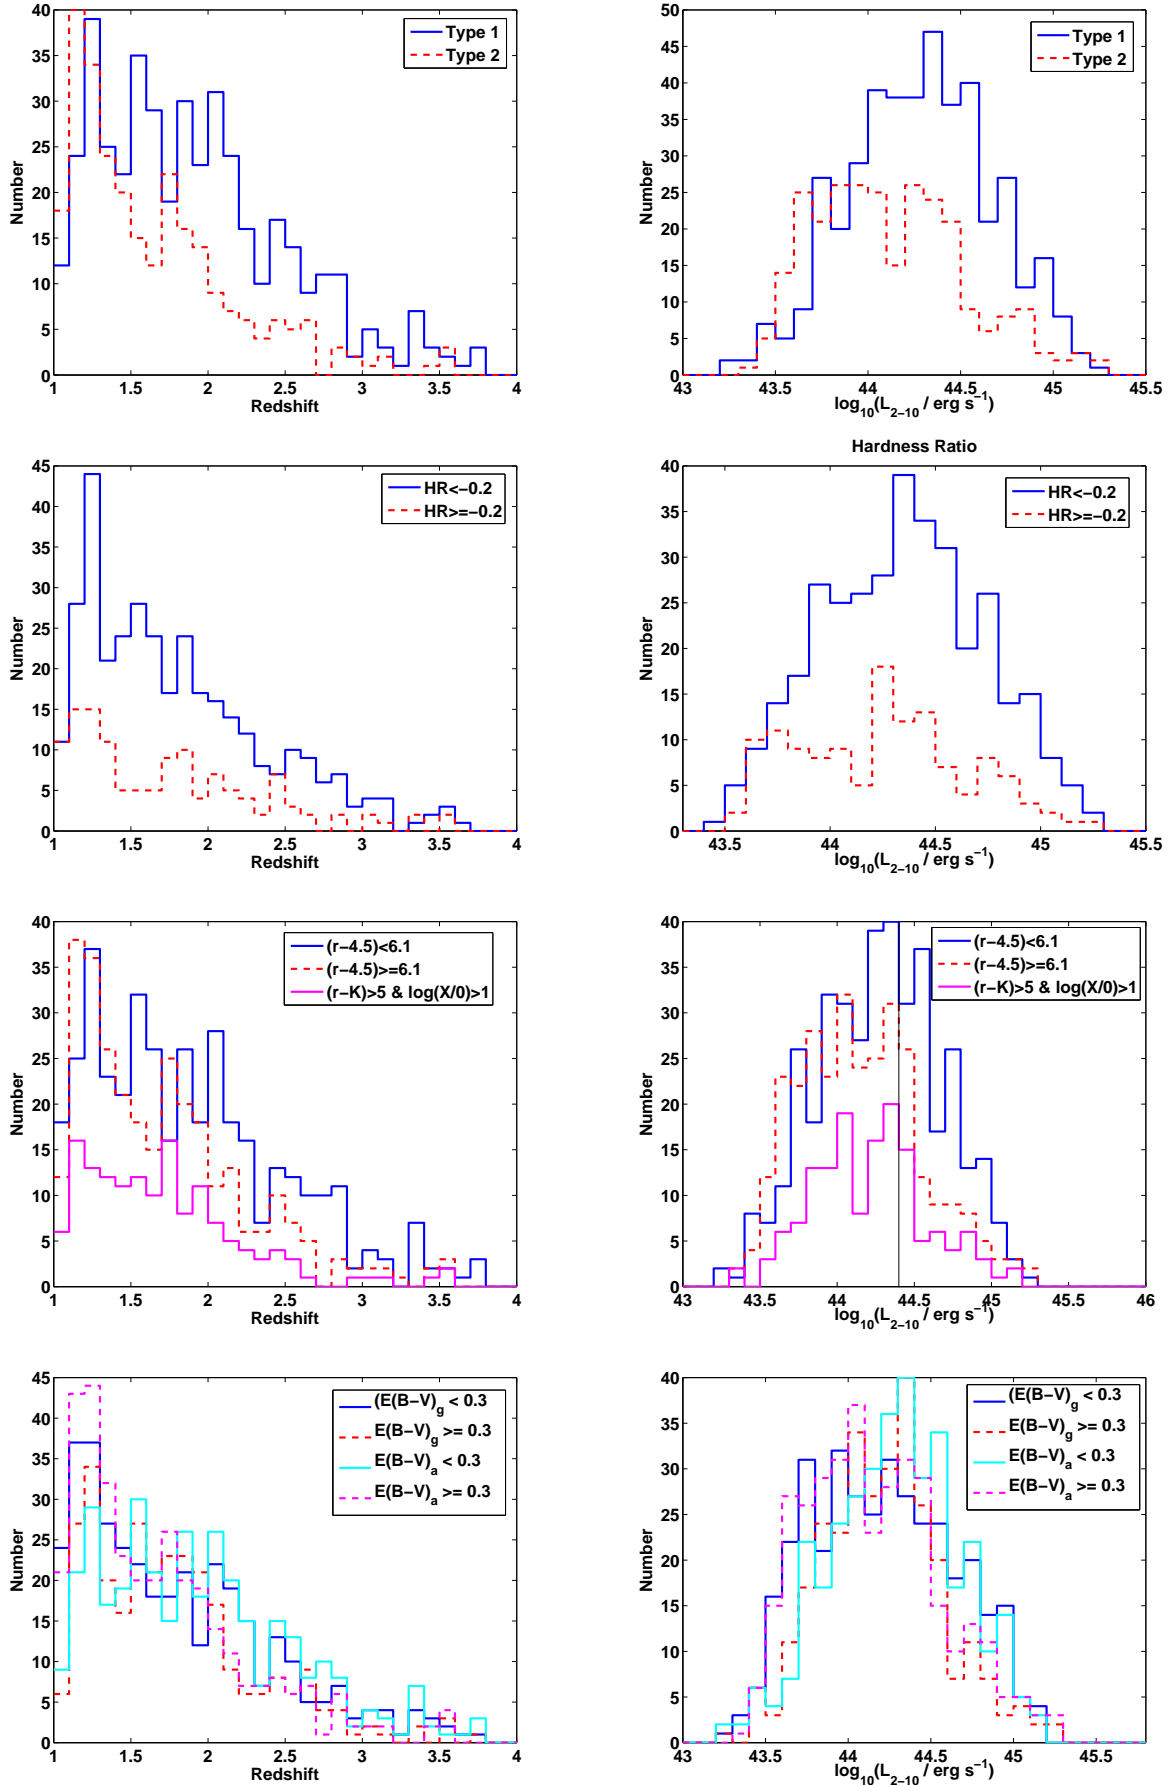 40
35
30
25
20
15
10
5
0
Number
Type 1
Type 2
1 1.5 2 2.5 3 3.5 4
Redshift
50
45
40
35
30
25
20
15
10
5
0
Number
Type 1
Type 2
43 43.5 44 44.5 45 45.5
log10(L2−10 / erg s−1)
45
40
35
30
25
20
15
10
5
0
Number
HR<−0.2
HR>=−0.2
1 1.5 2 2.5 3 3.5 4
Redshift
Hardness Ratio
40
35
30
25
20
15
10
5
0
Number
HR<−0.2
HR>=−0.2
43.5 44 44.5 45 45.5
log10(L2−10 / erg s−1)
40
35
30
25
20
15
10
5
0
Number
(r−4.5)<6.1
(r−4.5)>=6.1
(r−K)>5 & log(X/0)>1
1 1.5 2 2.5 3 3.5 4
Redshift
40
35
30
25
20
15
10
5
0
Number
(r−4.5)<6.1
(r−4.5)>=6.1
(r−K)>5 & log(X/0)>1
43 43.5 44 44.5 45 45.5 46
log10(L2−10 / erg s−1)
45
40
35
30
25
20
15
10
5
0
Number
(E(B−V)g < 0.3
E(B−V)g >= 0.3
E(B−V)a < 0.3
E(B−V)a >= 0.3
1 1.5 2 2.5 3 3.5 4
Redshift
40
35
30
25
20
15
10
5
0
Number
(E(B−V)g < 0.3
E(B−V)g >= 0.3
E(B−V)a < 0.3
E(B−V)a >= 0.3
43 43.5 44 44.5 45 45.5
log10(L2−10 / erg s−1)